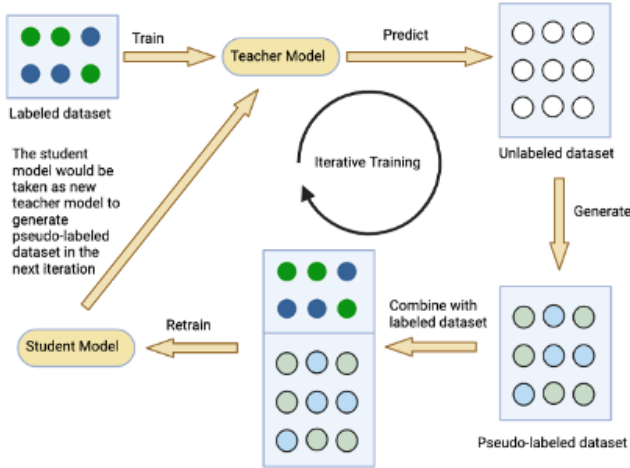 Train
Teacher Model
Predict
Labeled dataset
Unlabeled dataset
The student
model would be
taken as new
teacher model to
generate
pseudo-labeled
dataset in the
next iteration
Iterative Training
Generate
Combine with
labeled dataset
Retrain
Student Model
Pseudo-labeled dataset